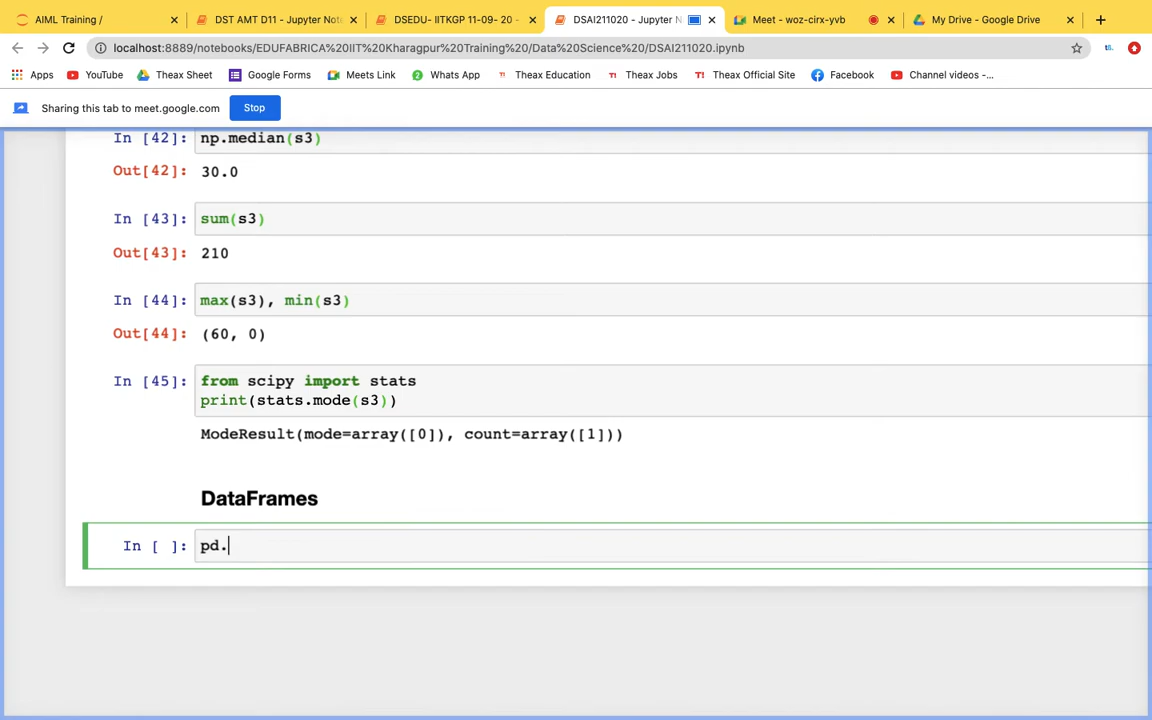 AIML Training /
DST AMT D11 - Jupyter Note
DSEDU- IITKGP 11-09- 20 -
DSAI211020 - Jupyter N
Meet - woz-cirx-yvb
My Drive - Google Drive
localhost:8889/notebooks/EDUFABRICA%20IIT%20Kharagpur%20Training%20/Data%20Science%20/DSAI211020.ipynb
Apps YouTube Theax Sheet Google Forms Meets Link Whats App Theax Education Theax Jobs Theax Official Site Facebook Channel videos -...
Sharing this tab to meet.google.com Stop
In [42]: np.median(s3)
Out[42]: 30.0
In [43]: sum(s3)
Out[43]: 210
In [44]: max(s3), min(s3)
Out[44]: (60, 0)
In [45]: from scipy import stats
print(stats.mode(s3))
ModeResult(mode=array([0]), count=array([1]))
DataFrames
In [ ]: pd.